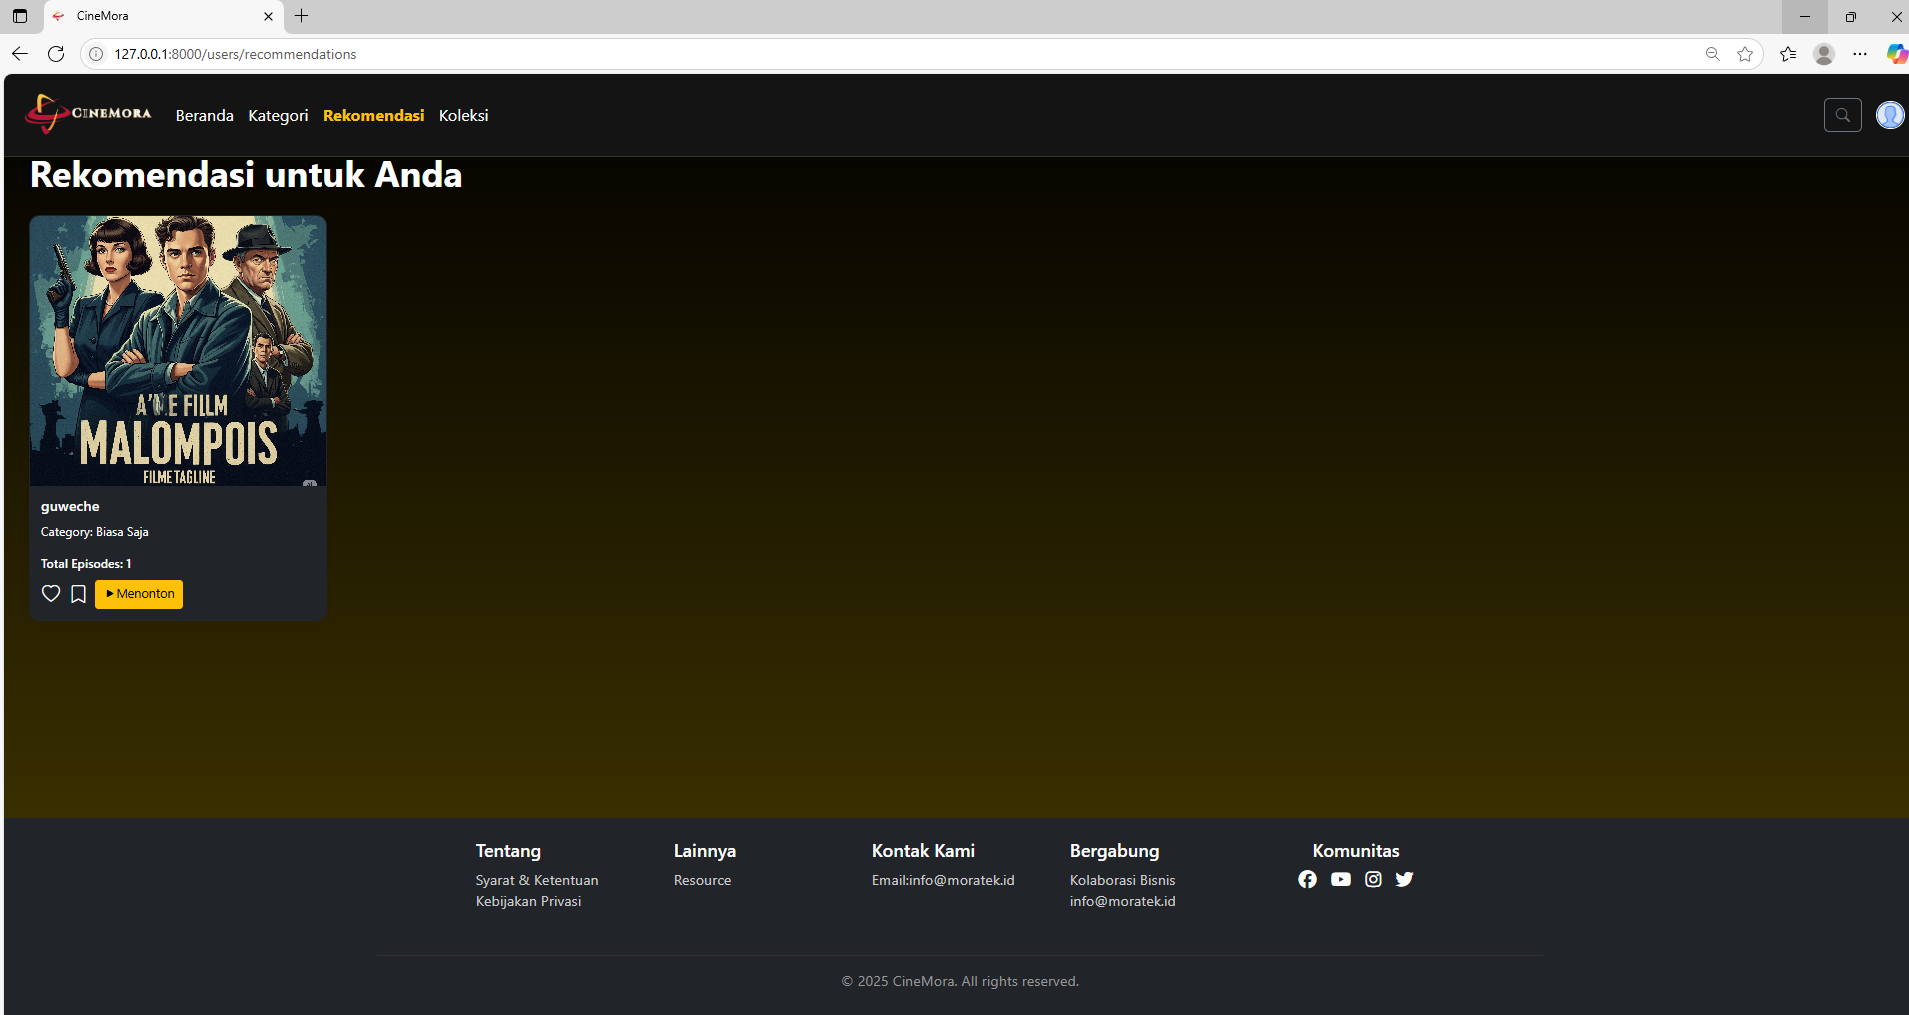 CineMora
127.0.0.1:8000/users/recommendations
CINEMORA
Beranda Kategori Rekomendasi Koleksi
Rekomendasi untuk Anda
FILLM
MALOMPOIS
FILME TAGLINE
guweche
Category: Biasa Saja
Total Episodes: 1
Menonton
Tentang
Syarat & Ketentuan
Kebijakan Privasi
Lainnya
Resource
Kontak Kami
Email:info@moratek.id
Bergabung
Kolaborasi Bisnis
info@moratek.id
Komunitas
© 2025 CineMora. All rights reserved.